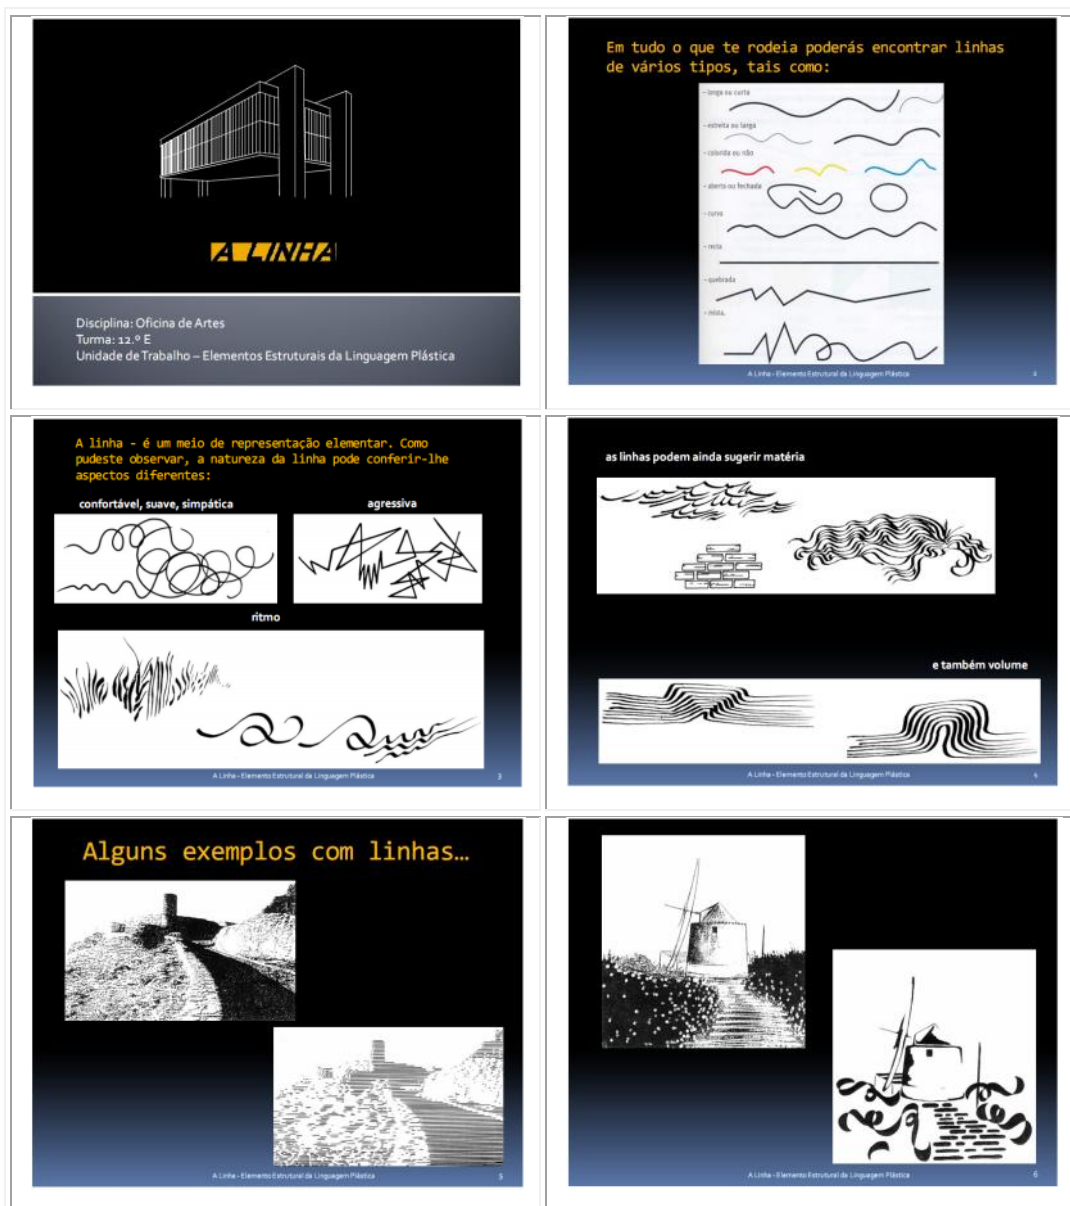 A LINHA
Disciplina: Oficina de Artes
Turma: 12.º E
Unidade de Trabalho – Elementos Estruturais da Linguagem Plástica
Em tudo o que te rodeia poderás encontrar linhas
de vários tipos, tais como:
– longa ou curta
– estreita ou larga
– colorida ou não
– aberta ou fechada
– curva
– recta
– quebrada
– mista.
A Linha - Elemento Estrutural da Linguagem Plástica
2
A linha - é um meio de representação elementar. Como
pudeste observar, a natureza da linha pode conferir-lhe
aspectos diferentes:
confortável, suave, simpática
agressiva
ritmo
A Linha - Elemento Estrutural da Linguagem Plástica
3
as linhas podem ainda sugerir matéria
e também volume
A Linha - Elemento Estrutural da Linguagem Plástica
4
Alguns exemplos com linhas…
A Linha - Elemento Estrutural da Linguagem Plástica
5
A Linha - Elemento Estrutural da Linguagem Plástica
6